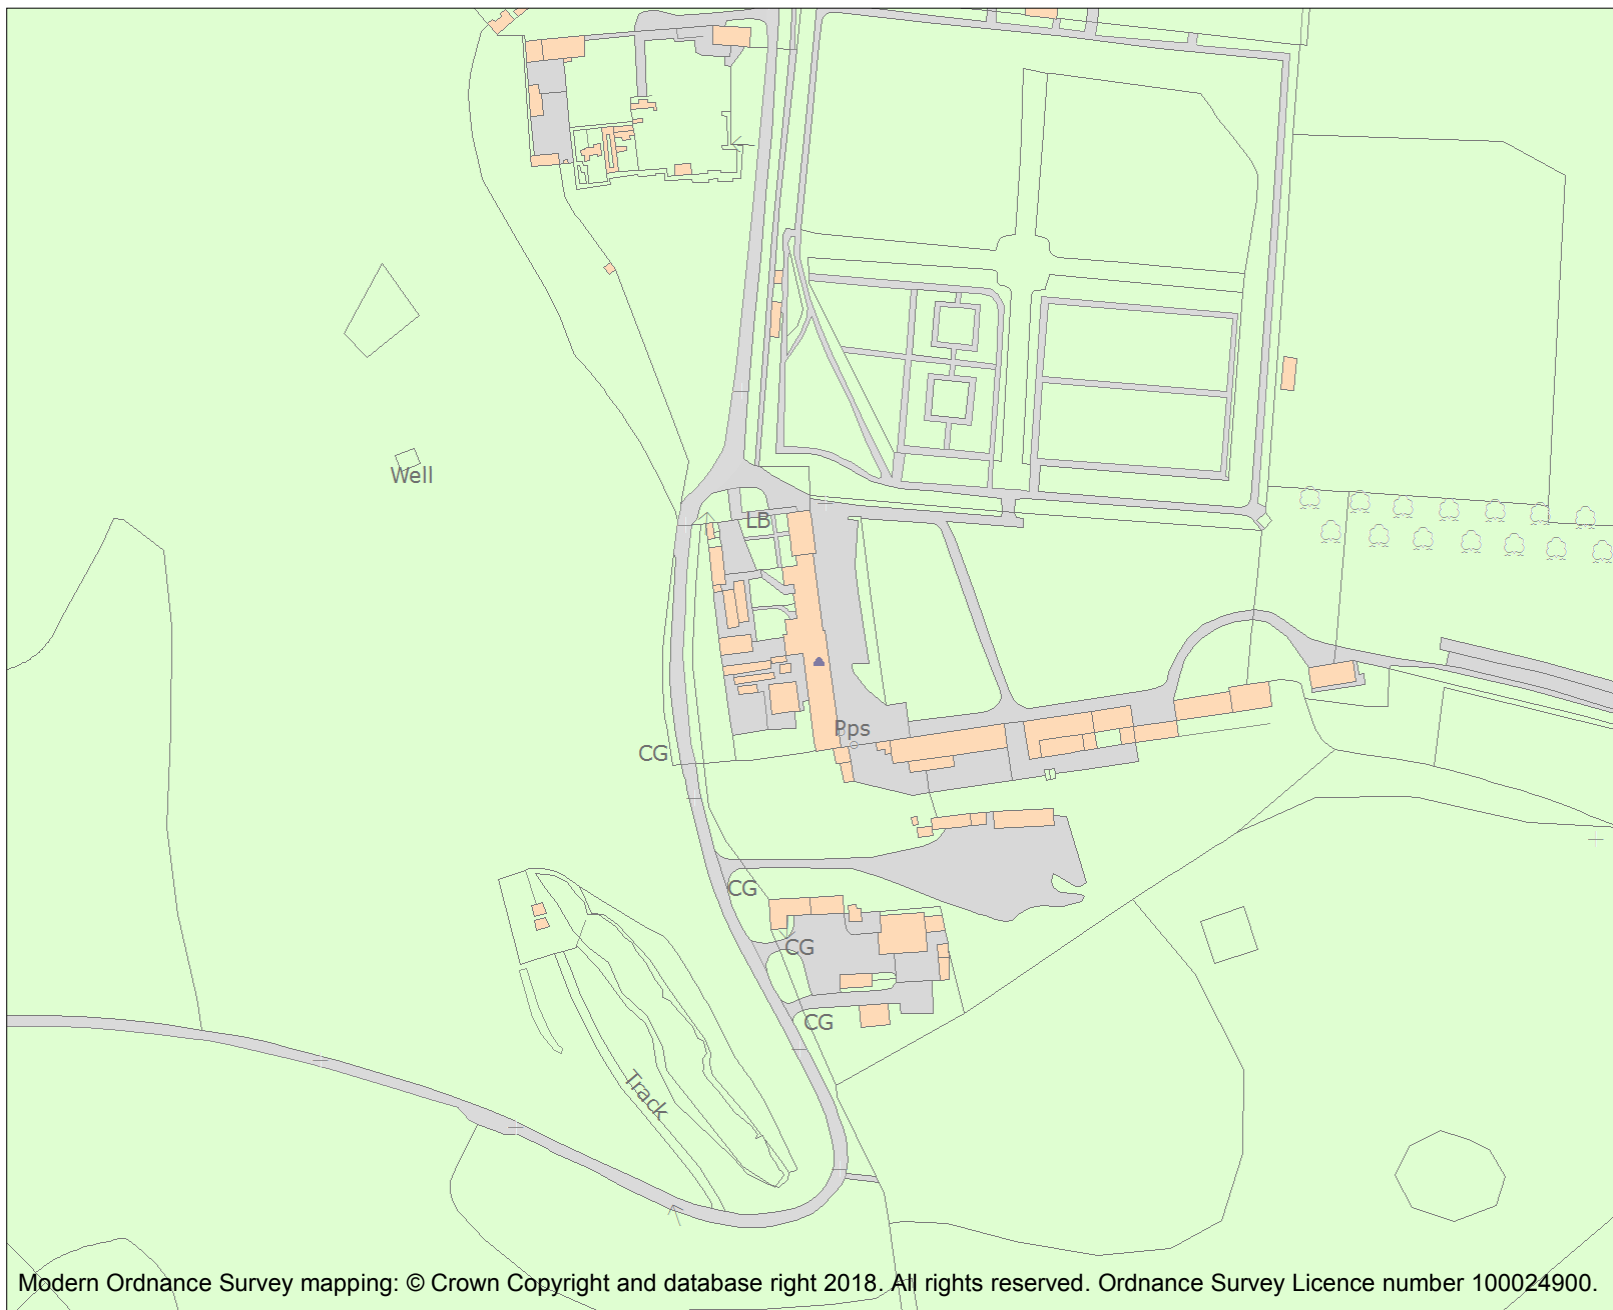 Well
LB
Pps
CG
CG
CG
CG
Track
Modern Ordnance Survey mapping: © Crown Copyright and database right 2018. All rights reserved. Ordnance Survey Licence number 100024900.